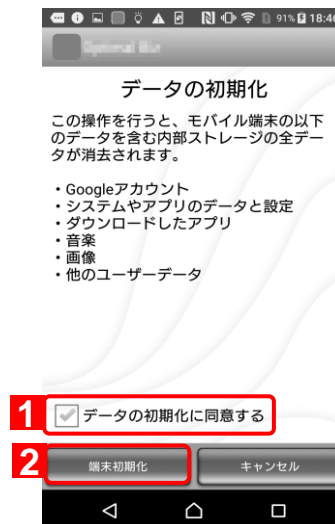 91% 18:46
データの初期化
この操作を行うと、モバイル端末の以下
のデータを含む内部ストレージの全デー
タが消去されます。
・Googleアカウント
・システムやアプリのデータと設定
・ダウンロードしたアプリ
・音楽
・画像
・他のユーザーデータ
1 データの初期化に同意する
2 端末初期化 キャンセル